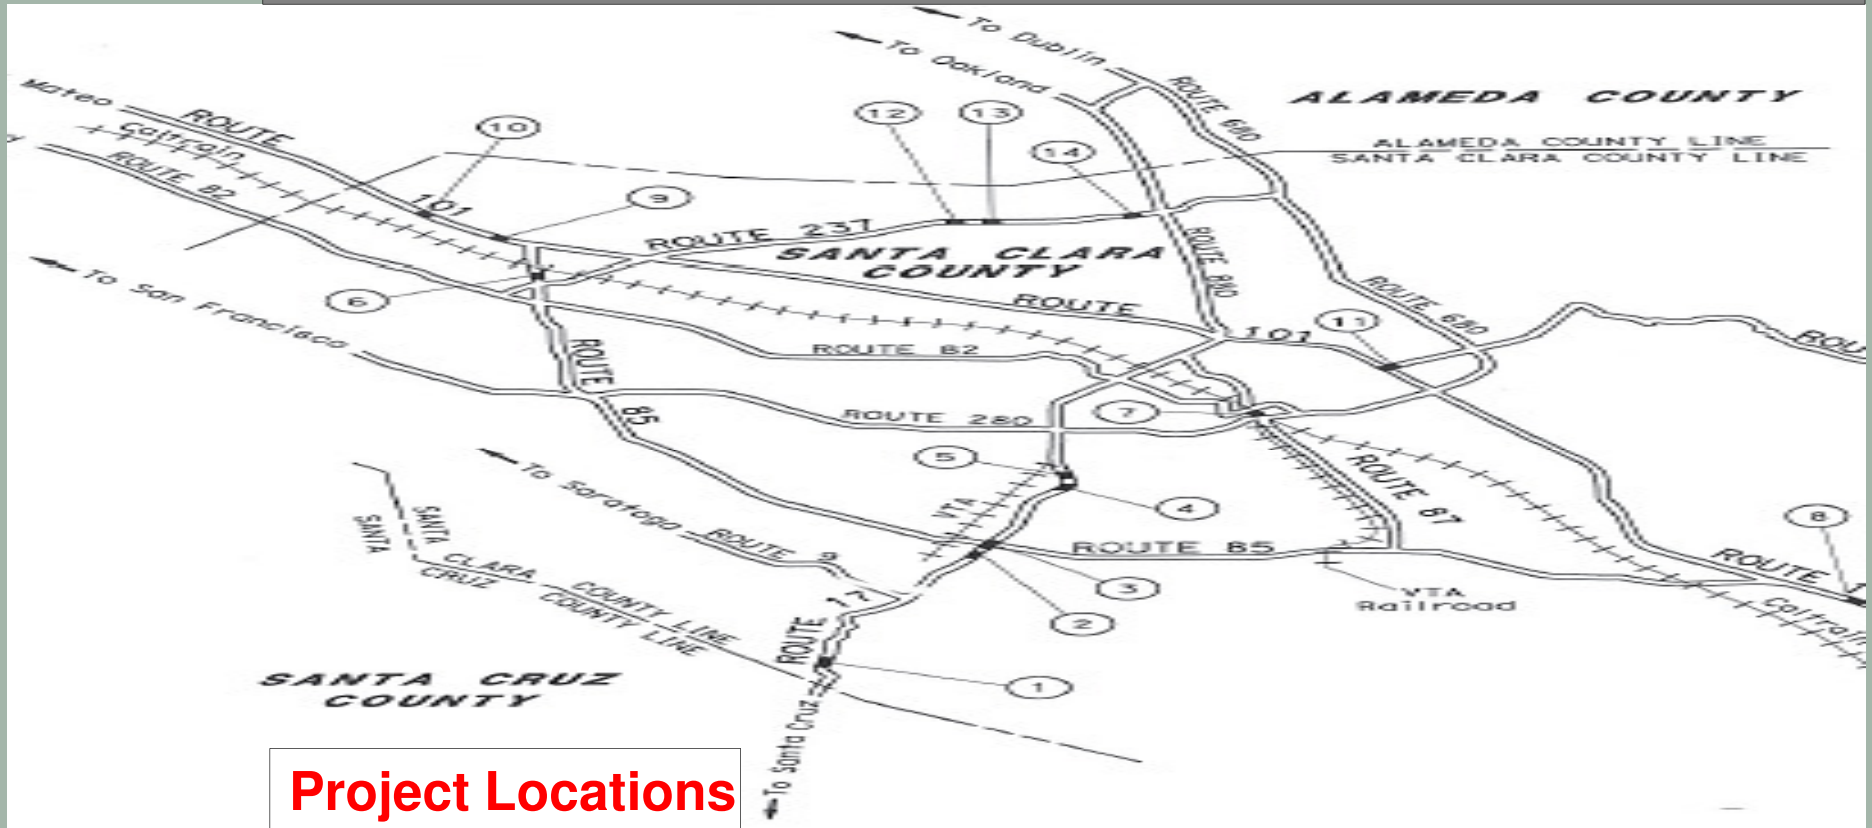 To Dublin
To Oakland
ROUTE 680
ALAMEDA COUNTY
ALAMEDA COUNTY LINE
SANTA CLARA COUNTY LINE
Mateo
ROUTE
101
Caltrain
ROUTE 82
10
12
13
14
9
ROUTE 237
SANTA CLARA
COUNTY
ROUTE 880
To San Francisco
6
ROUTE
101
ROUTE 680
11
ROU
ROUTE 82
ROUTE
85
ROUTE 280
7
5
To Saratoga
ROUTE 9
VTA
4
ROUTE 87
8
SANTA
SANTA
CLARA COUNTY LINE
CRUZ COUNTY LINE
ROUTE 85
3
2
VTA
Railroad
ROUTE 1
Caltrain
ROUTE
17
1
SANTA CRUZ
COUNTY
To Santa Cruz
Project Locations